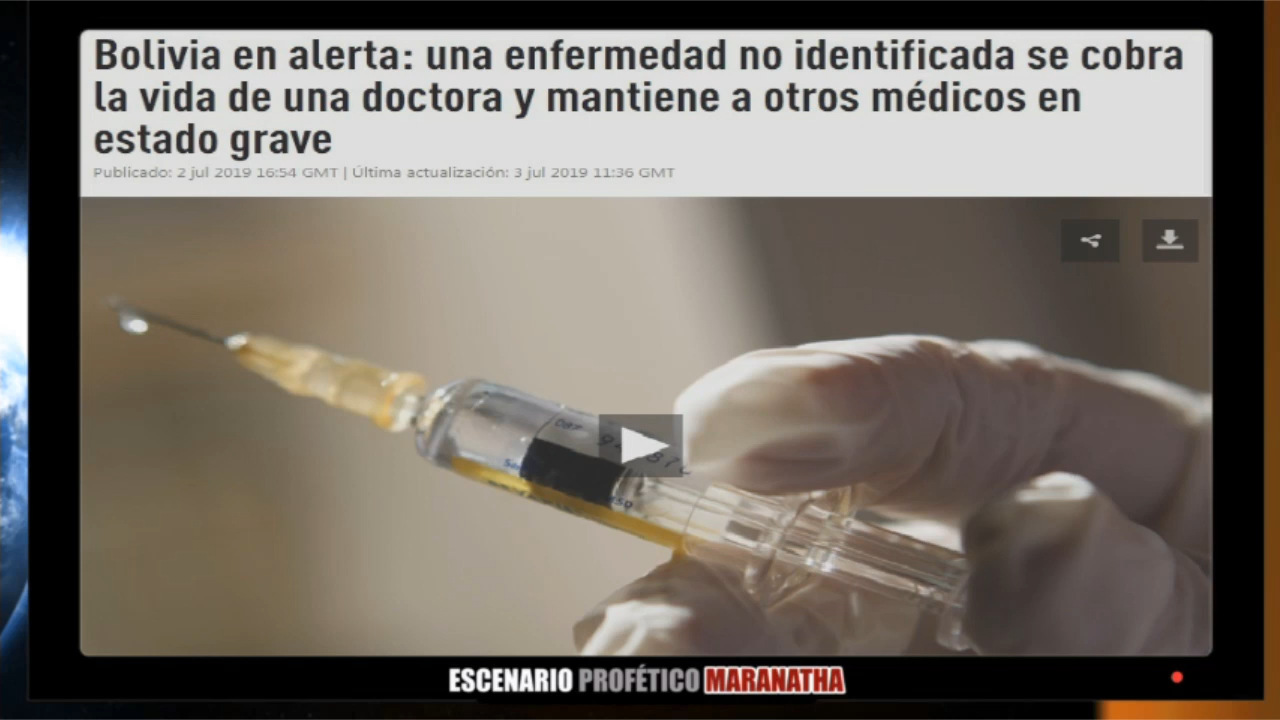 Bolivia en alerta: una enfermedad no identificada se cobra
la vida de una doctora y mantiene a otros médicos en
estado grave
Publicado: 2 jul 2019 16:54 GMT | Última actualización: 3 jul 2019 11:36 GMT
ESCENARIO PROFÉTICO MARANATHA